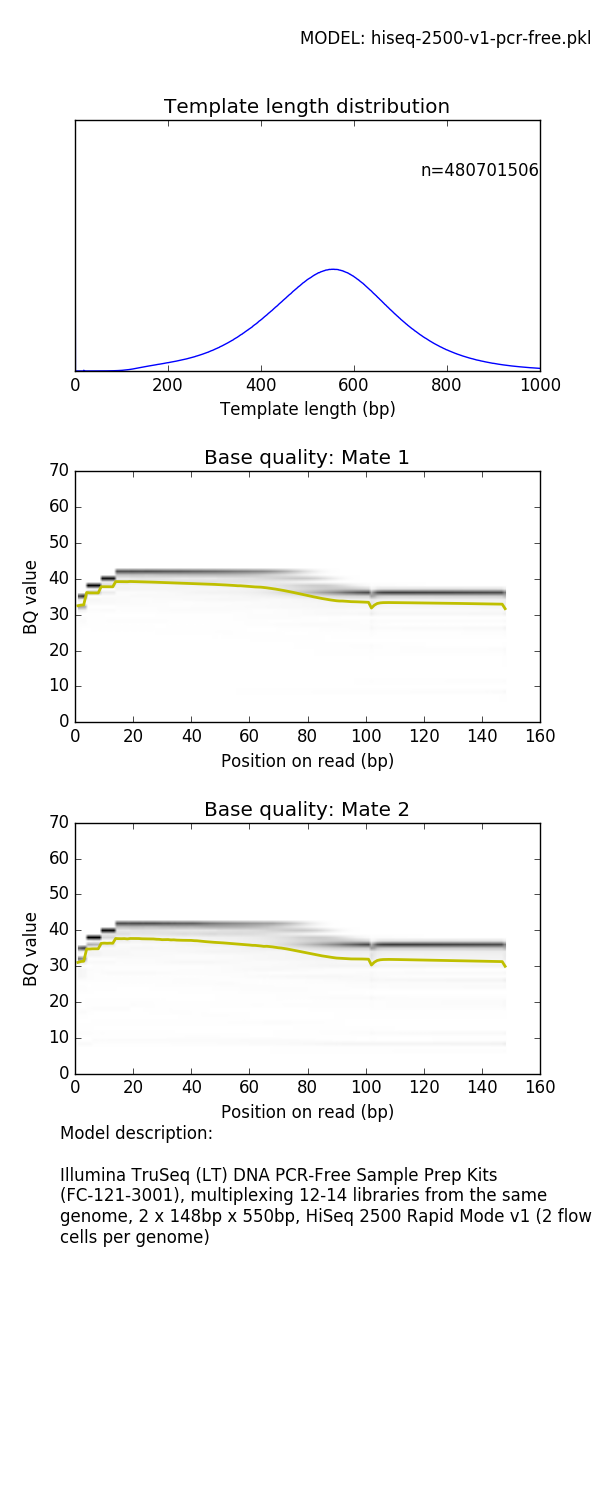 MODEL: hiseq-2500-v1-pcr-free.pkl
Template length distribution
n=480701506
0 200 400 600 800 1000
Template length (bp)
Base quality: Mate 1
70
60
50
40
30
20
10
0
BQ value
0 20 40 60 80 100 120 140 160
Position on read (bp)
Base quality: Mate 2
70
60
50
40
30
20
10
0
BQ value
0 20 40 60 80 100 120 140 160
Position on read (bp)
Model description:
Illumina TruSeq (LT) DNA PCR-Free Sample Prep Kits
(FC-121-3001), multiplexing 12-14 libraries from the same
genome, 2 x 148bp x 550bp, HiSeq 2500 Rapid Mode v1 (2 flow
cells per genome)